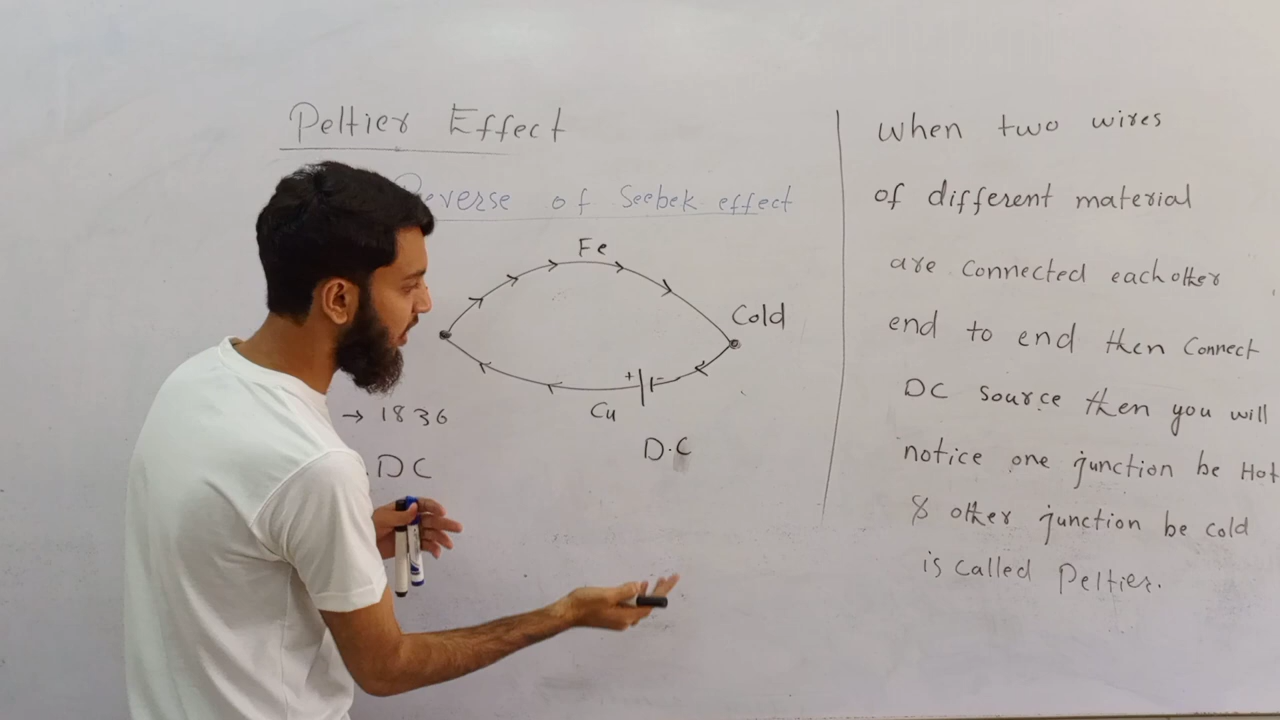 Peltier Effect
Reverse of Seebek effect
Fe
Cold
+ -
Cu
D.C
→ 1836
DC
When two wires
of different material
are Connected eachother
end to end then Connect
DC source then you will
notice one junction be Hot
& other junction be cold
is called Peltier.